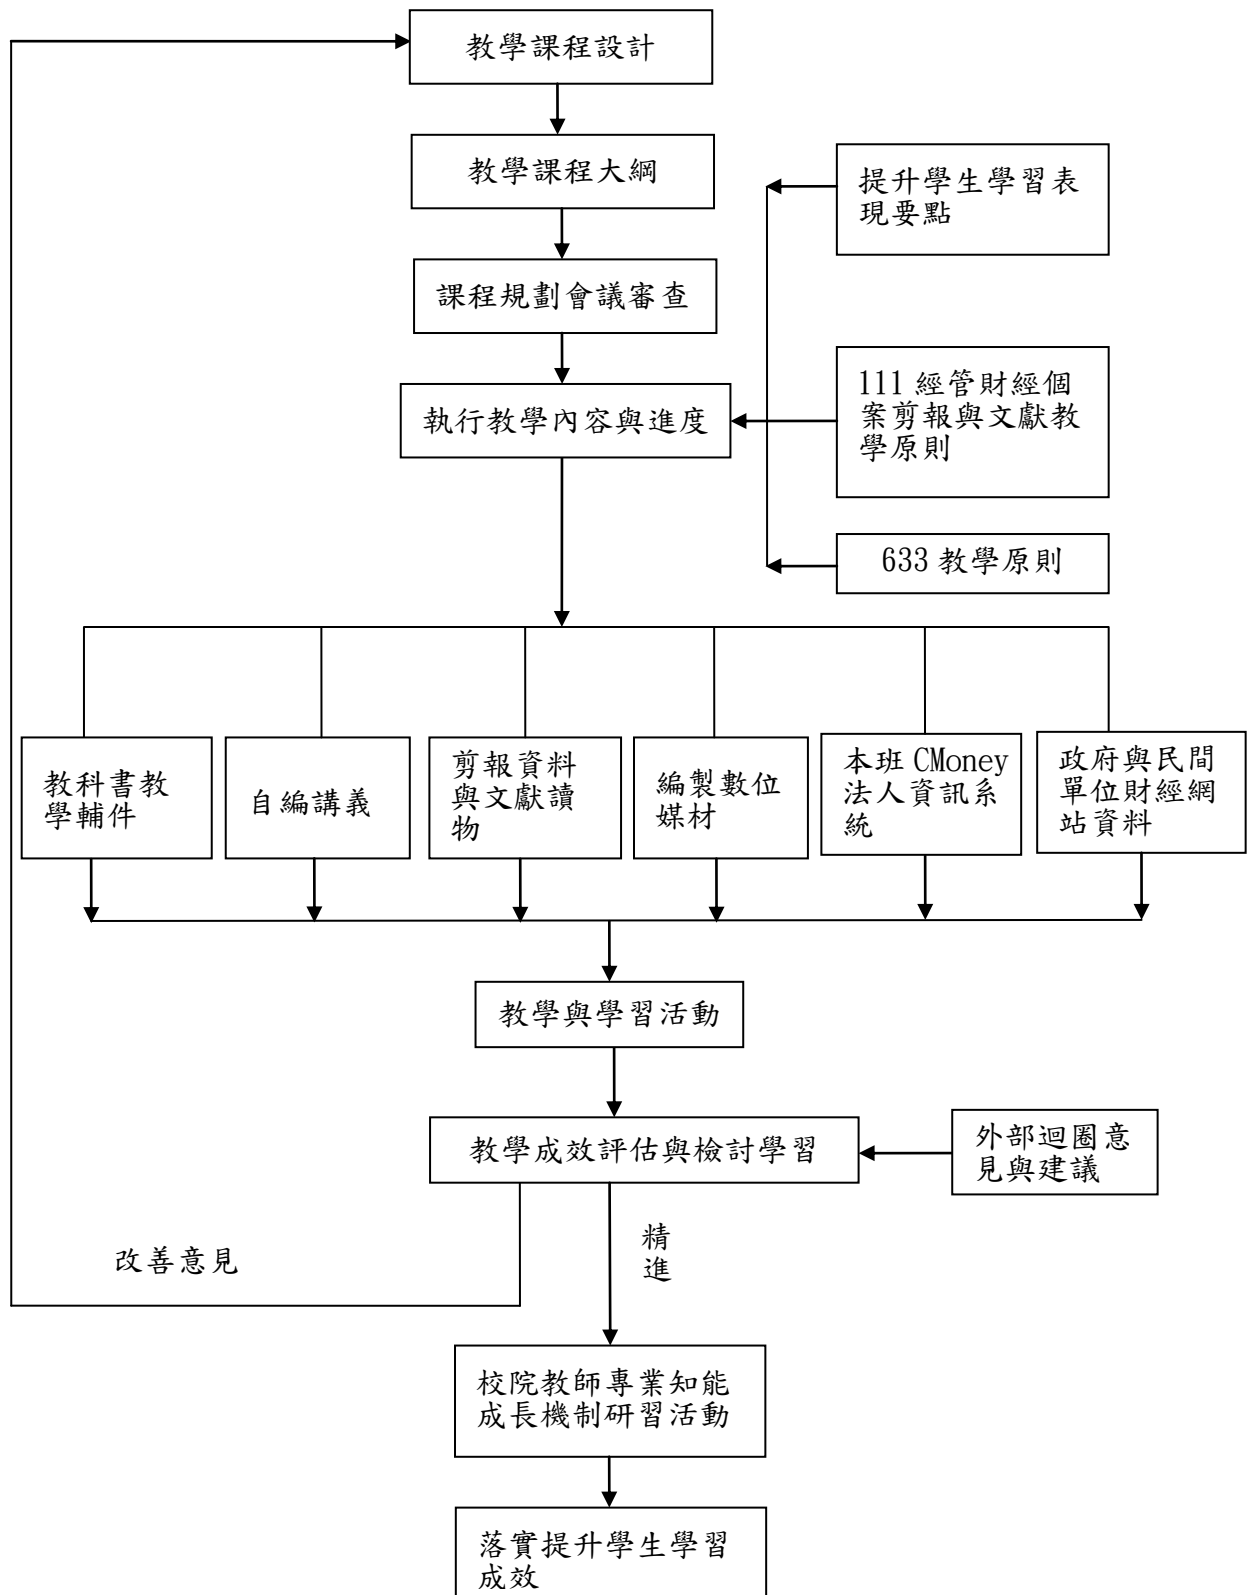 教學課程設計
教學課程大綱
提升學生學習表
現要點
課程規劃會議審查
111 經管財經個
案剪報與文獻教
學原則
執行教學內容與進度
633 教學原則
教科書教
學輔件
自編講義
剪報資料
與文獻讀
物
編製數位
媒材
本班 CMoney
法人資訊系
統
政府與民間
單位財經網
站資料
教學與學習活動
教學成效評估與檢討學習
外部迴圈意
見與建議
改善意見
精
進
校院教師專業知能
成長機制研習活動
落實提升學生學習
成效